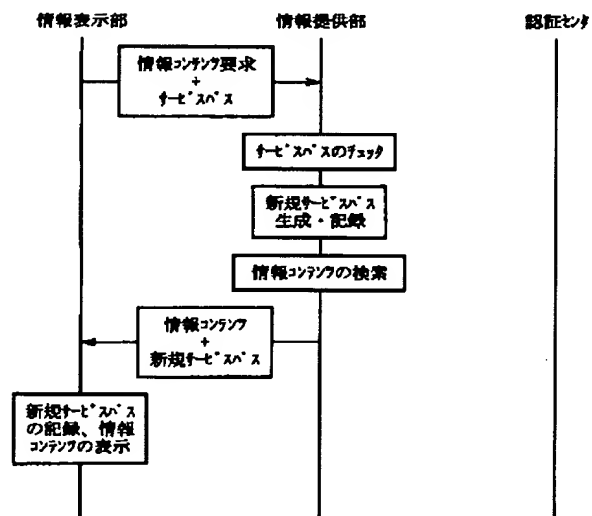 情報表示部
情報提供部
認証ｾﾝﾀ
情報ｺﾝﾃﾝﾂ要求
+
ｻｰﾋﾞｽﾊﾟｽ
ｻｰﾋﾞｽﾊﾟｽのﾁｪｯｸ
新規ｻｰﾋﾞｽﾊﾟｽ
生成・記録
情報ｺﾝﾃﾝﾂの検索
情報ｺﾝﾃﾝﾂ
+
新規ｻｰﾋﾞｽﾊﾟｽ
新規ｻｰﾋﾞｽﾊﾟｽ
の記録、情報
ｺﾝﾃﾝﾂの表示